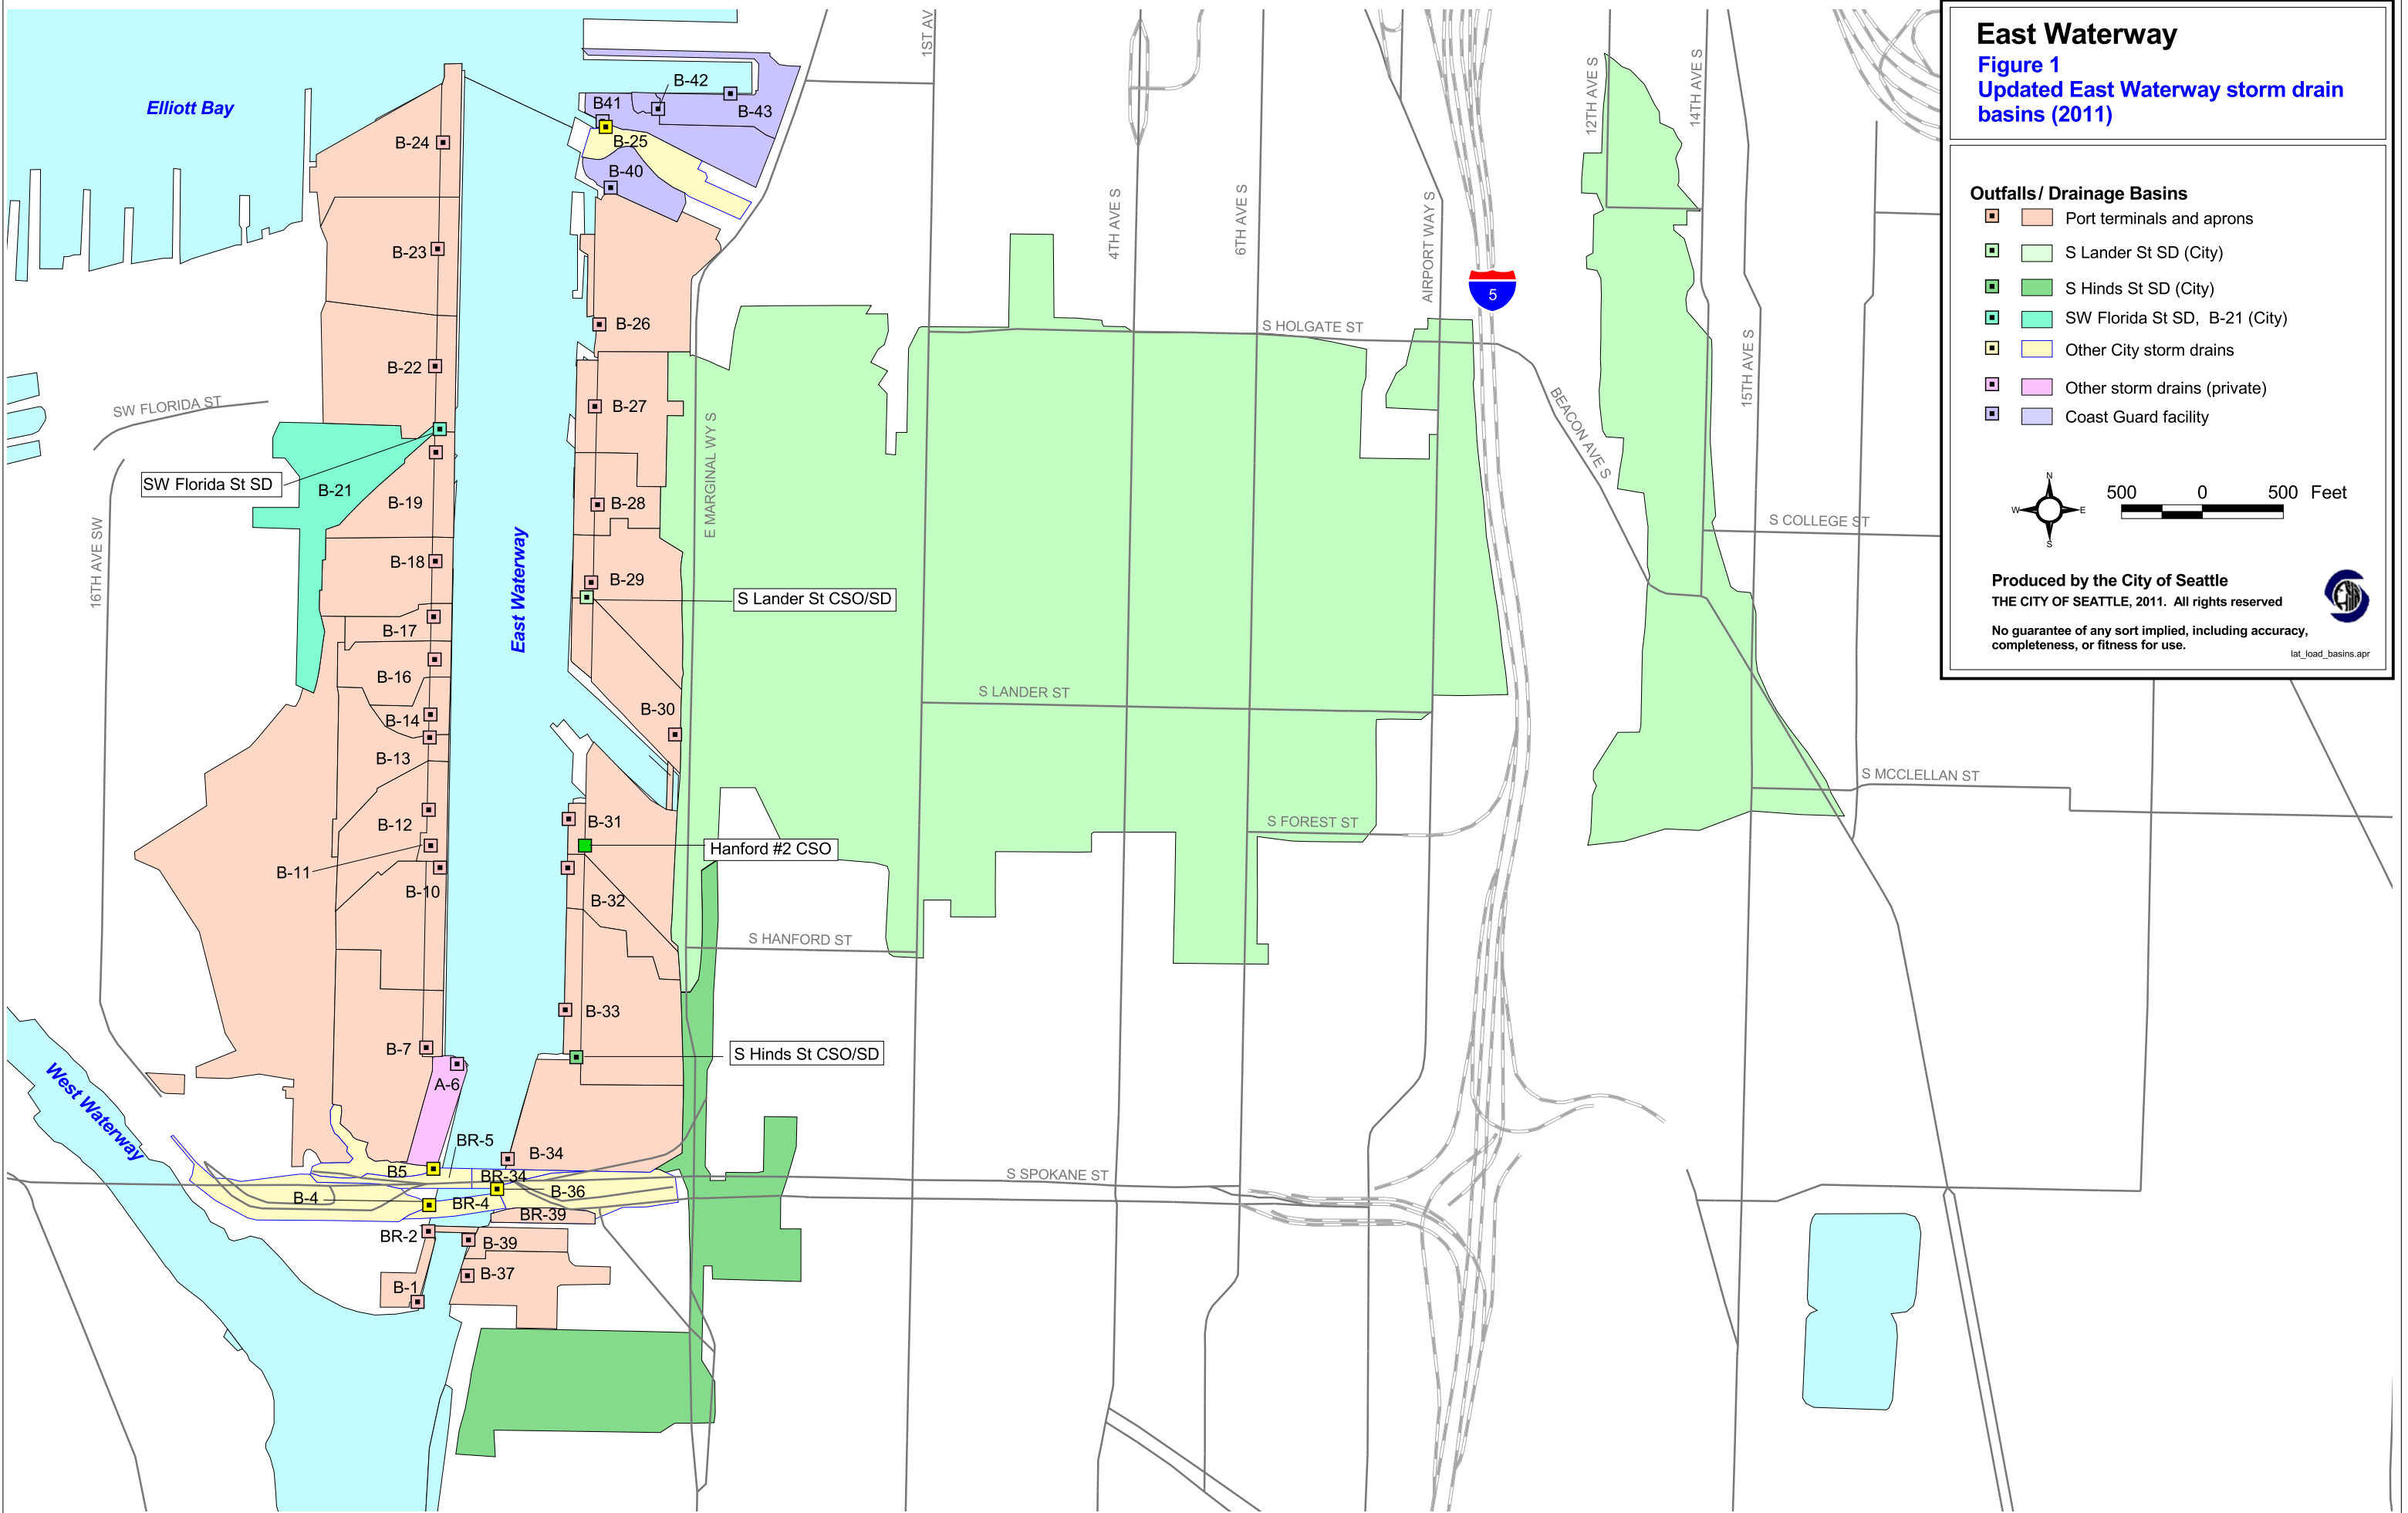 East Waterway
Figure 1
Updated East Waterway storm drain
basins (2011)
Outfalls / Drainage Basins
Port terminals and aprons
S Lander St SD (City)
S Hinds St SD (City)
SW Florida St SD, B-21 (City)
Other City storm drains
Other storm drains (private)
Coast Guard facility
N
W
E
S
500 0 500 Feet
Produced by the City of Seattle
THE CITY OF SEATTLE, 2011. All rights reserved
No guarantee of any sort implied, including accuracy,
completeness, or fitness for use.
lat_load_basins.apr
Elliott Bay
East Waterway
West Waterway
B-24
B-23
B-22
SW FLORIDA ST
SW Florida St SD
B-21
B-19
B-18
B-17
B-16
B-14
B-13
B-12
B-11
B-10
B-7
A-6
BR-5
B5
B-4
BR-4
BR-34
B-34
B-36
BR-39
BR-2
B-39
B-37
B-1
16TH AVE SW
B-42
B41
B-43
B-25
B-40
B-26
B-27
B-28
B-29
S Lander St CSO/SD
B-30
B-31
Hanford #2 CSO
B-32
B-33
S Hinds St CSO/SD
E MARGINAL WY S
1ST AV
4TH AVE S
6TH AVE S
AIRPORT WAY S
5
12TH AVE S
14TH AVE S
15TH AVE S
BEACON AVE S
S HOLGATE ST
S COLLEGE ST
S LANDER ST
S MCCLELLAN ST
S FOREST ST
S HANFORD ST
S SPOKANE ST